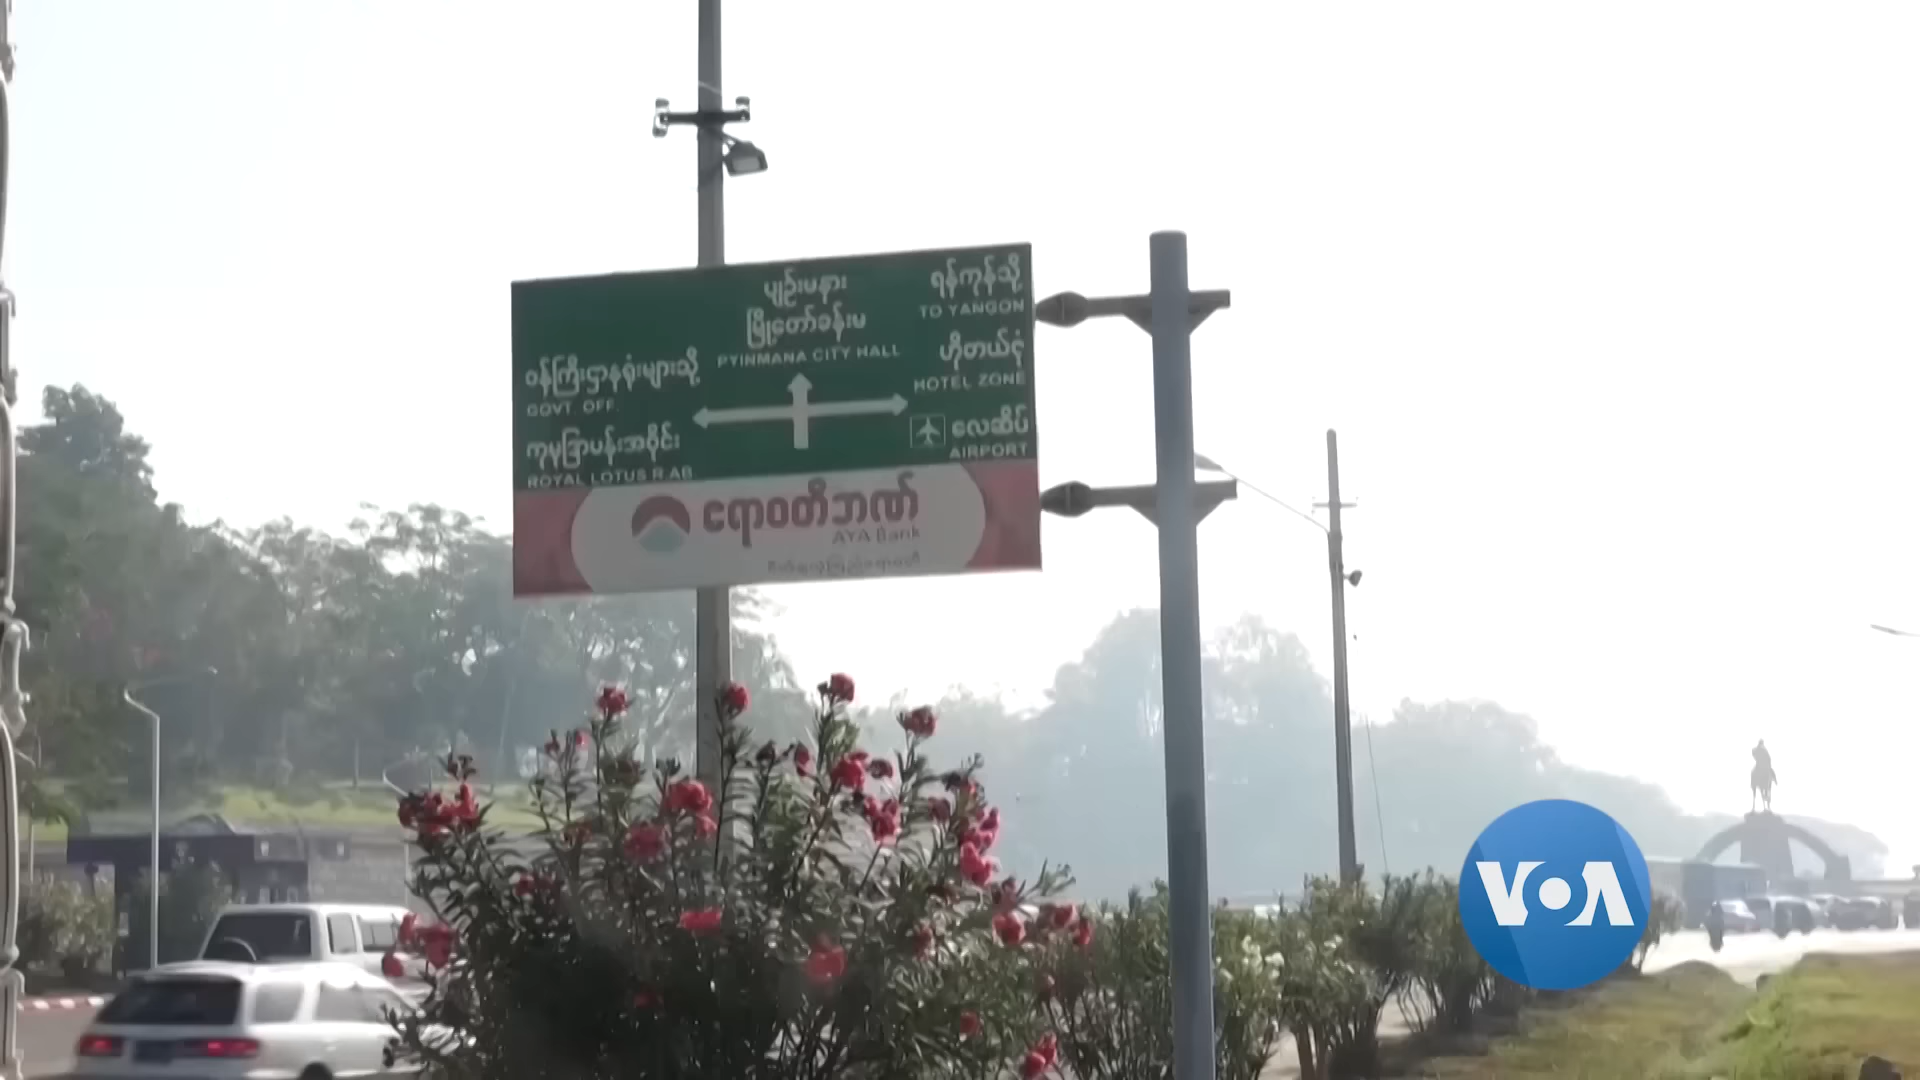 ပျဉ်းမနား
မြို့တော်ခန်းမ
PYINMANA CITY HALL
ဝန်ကြီးဌာနရုံးများသို့
GOVT. OFF.
ကုမုဒြာပန်းအဝိုင်း
ROYAL LOTUS R.AB
ရန်ကုန်သို့
TO YANGON
ဟိုတယ်ဇုံ
HOTEL ZONE
လေဆိပ်
AIRPORT
ဧရာဝတီဘဏ်
AYA Bank
VOA